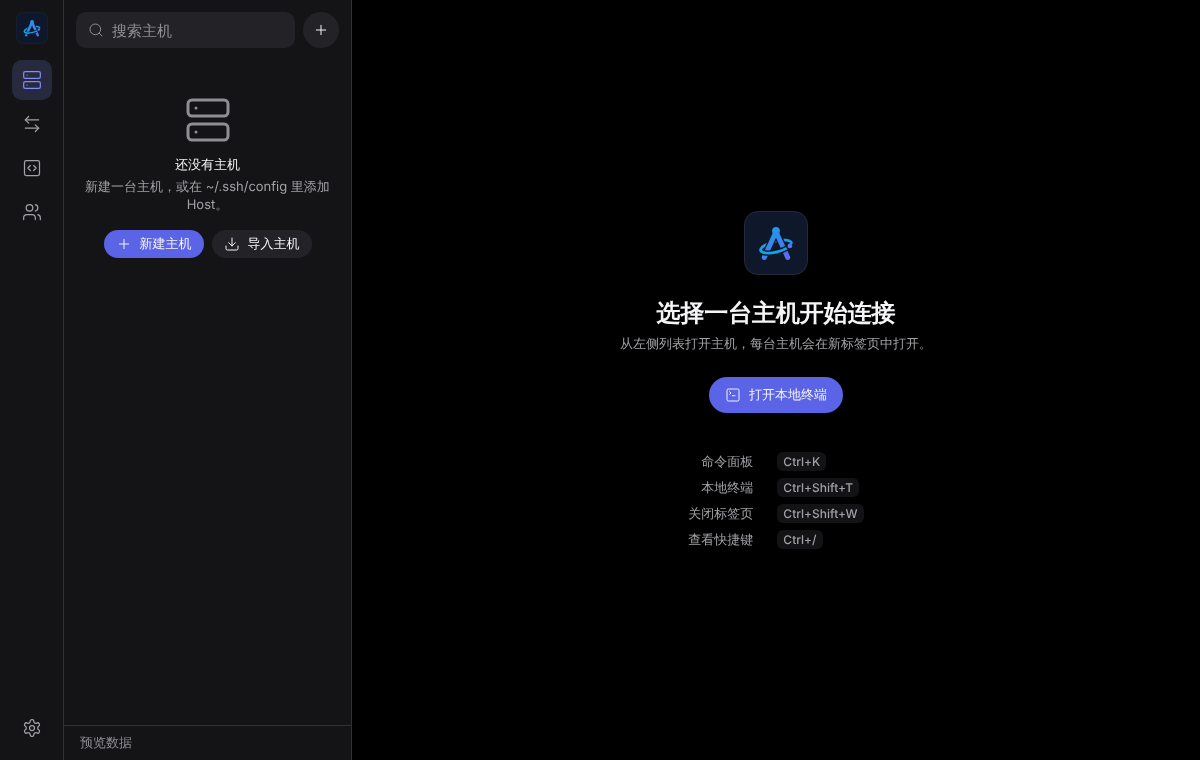 搜索主机
还没有主机
新建一台主机，或在 ~/.ssh/config 里添加
Host。
新建主机
导入主机
预览数据
选择一台主机开始连接
从左侧列表打开主机，每台主机会在新标签页中打开。
打开本地终端
命令面板 Ctrl+K
本地终端 Ctrl+Shift+T
关闭标签页 Ctrl+Shift+W
查看快捷键 Ctrl+/